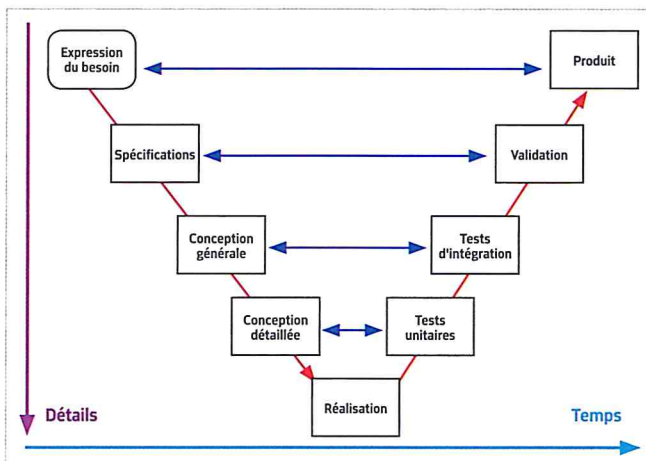 Expression
du besoin
Produit
Spécifications
Validation
Conception
générale
Tests
d'intégration
Conception
détaillée
Tests
unitaires
Réalisation
Détails
Temps